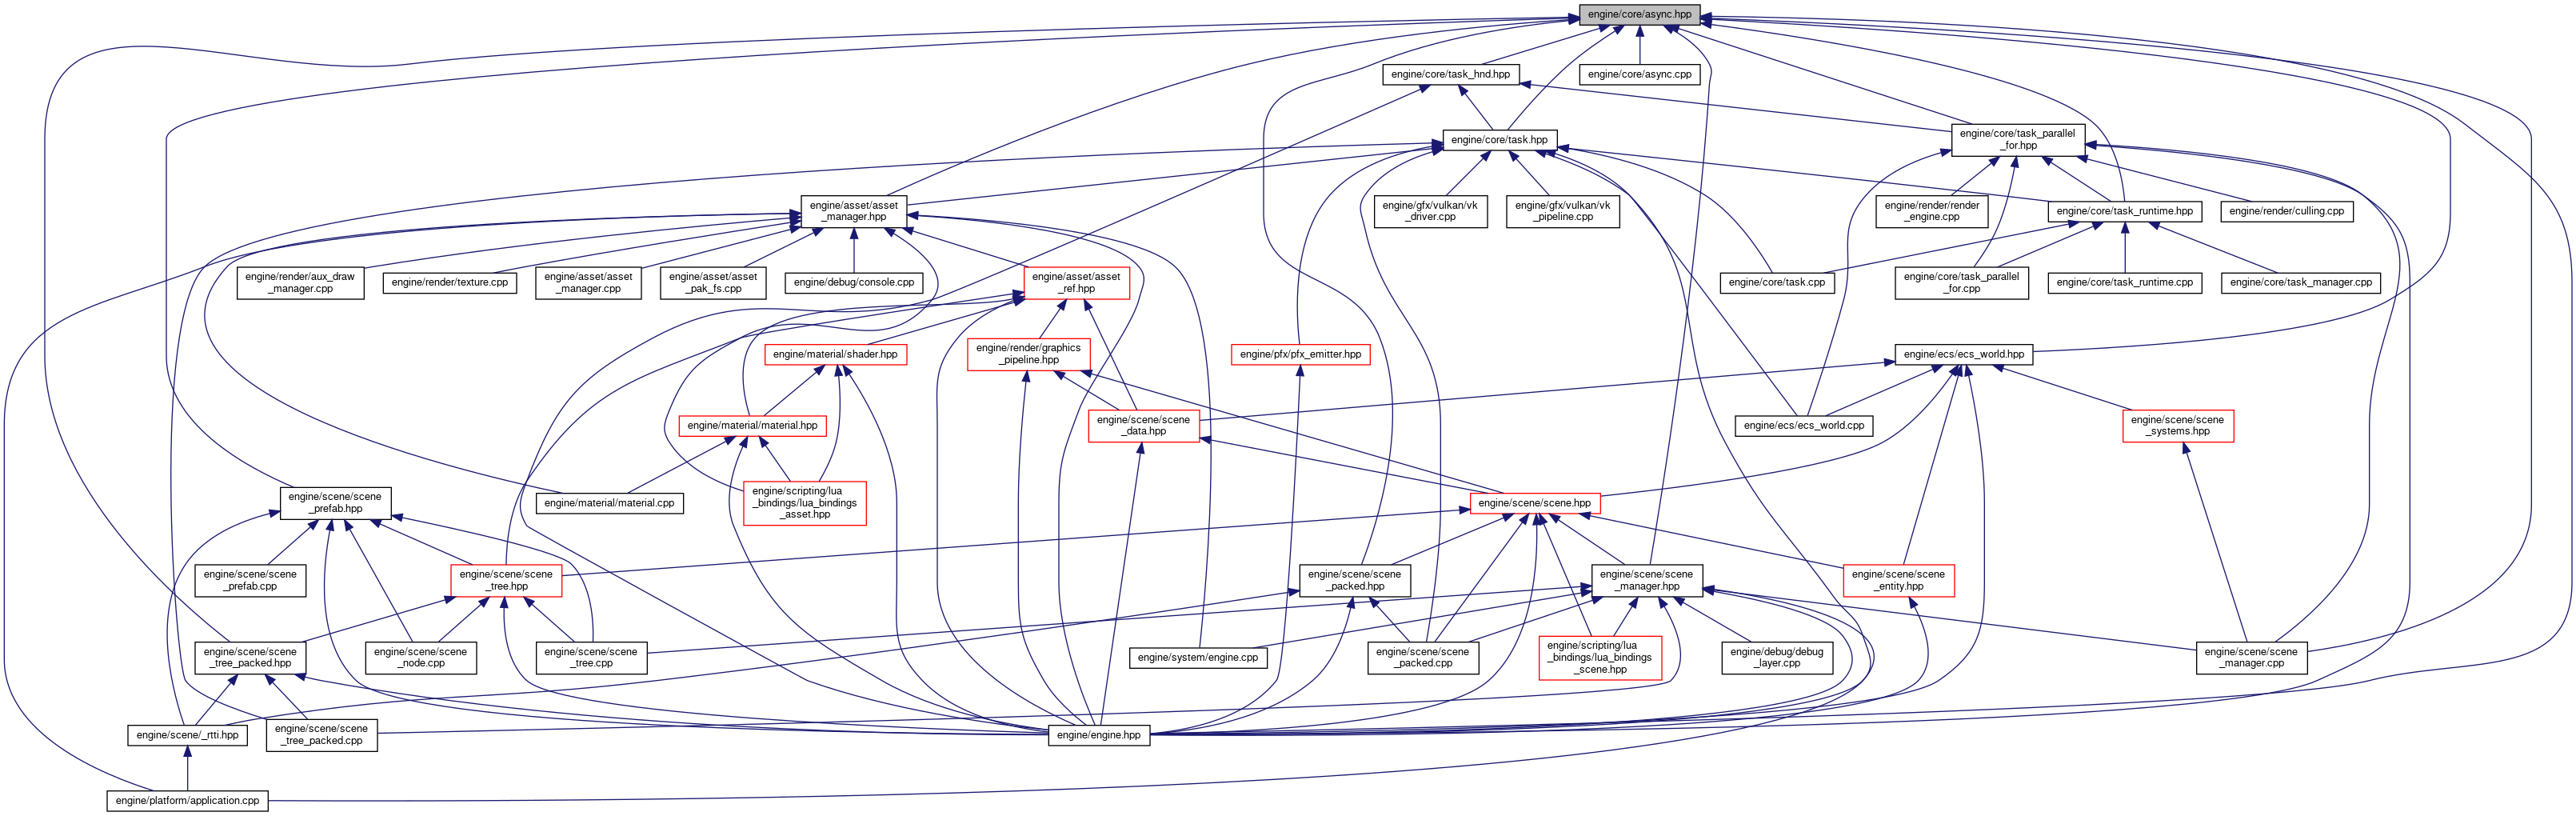 engine/core/async.hpp
engine/core/task_hnd.hpp
engine/core/async.cpp
engine/core/task.hpp
engine/core/task_parallel
_for.hpp
engine/asset/asset
_manager.hpp
engine/gfx/vulkan/vk
_driver.cpp
engine/gfx/vulkan/vk
_pipeline.cpp
engine/render/render
_engine.cpp
engine/core/task_runtime.hpp
engine/render/culling.cpp
engine/render/aux_draw
_manager.cpp
engine/render/texture.cpp
engine/asset/asset
_manager.cpp
engine/asset/asset
_pak_fs.cpp
engine/debug/console.cpp
engine/asset/asset
_ref.hpp
engine/core/task.cpp
engine/core/task_parallel
_for.cpp
engine/core/task_runtime.cpp
engine/core/task_manager.cpp
engine/material/shader.hpp
engine/render/graphics
_pipeline.hpp
engine/pfx/pfx_emitter.hpp
engine/ecs/ecs_world.hpp
engine/material/material.hpp
engine/scene/scene
_data.hpp
engine/ecs/ecs_world.cpp
engine/scene/scene
_systems.hpp
engine/scene/scene
_prefab.hpp
engine/material/material.cpp
engine/scripting/lua
_bindings/lua_bindings
_asset.hpp
engine/scene/scene.hpp
engine/scene/scene
_prefab.cpp
engine/scene/scene
_tree.hpp
engine/scene/scene
_packed.hpp
engine/scene/scene
_manager.hpp
engine/scene/scene
_entity.hpp
engine/scene/scene
_tree_packed.hpp
engine/scene/scene
_node.cpp
engine/scene/scene
_tree.cpp
engine/system/engine.cpp
engine/scene/scene
_packed.cpp
engine/scripting/lua
_bindings/lua_bindings
_scene.hpp
engine/debug/debug
_layer.cpp
engine/scene/scene
_manager.cpp
engine/scene/_rtti.hpp
engine/scene/scene
_tree_packed.cpp
engine/engine.hpp
engine/platform/application.cpp